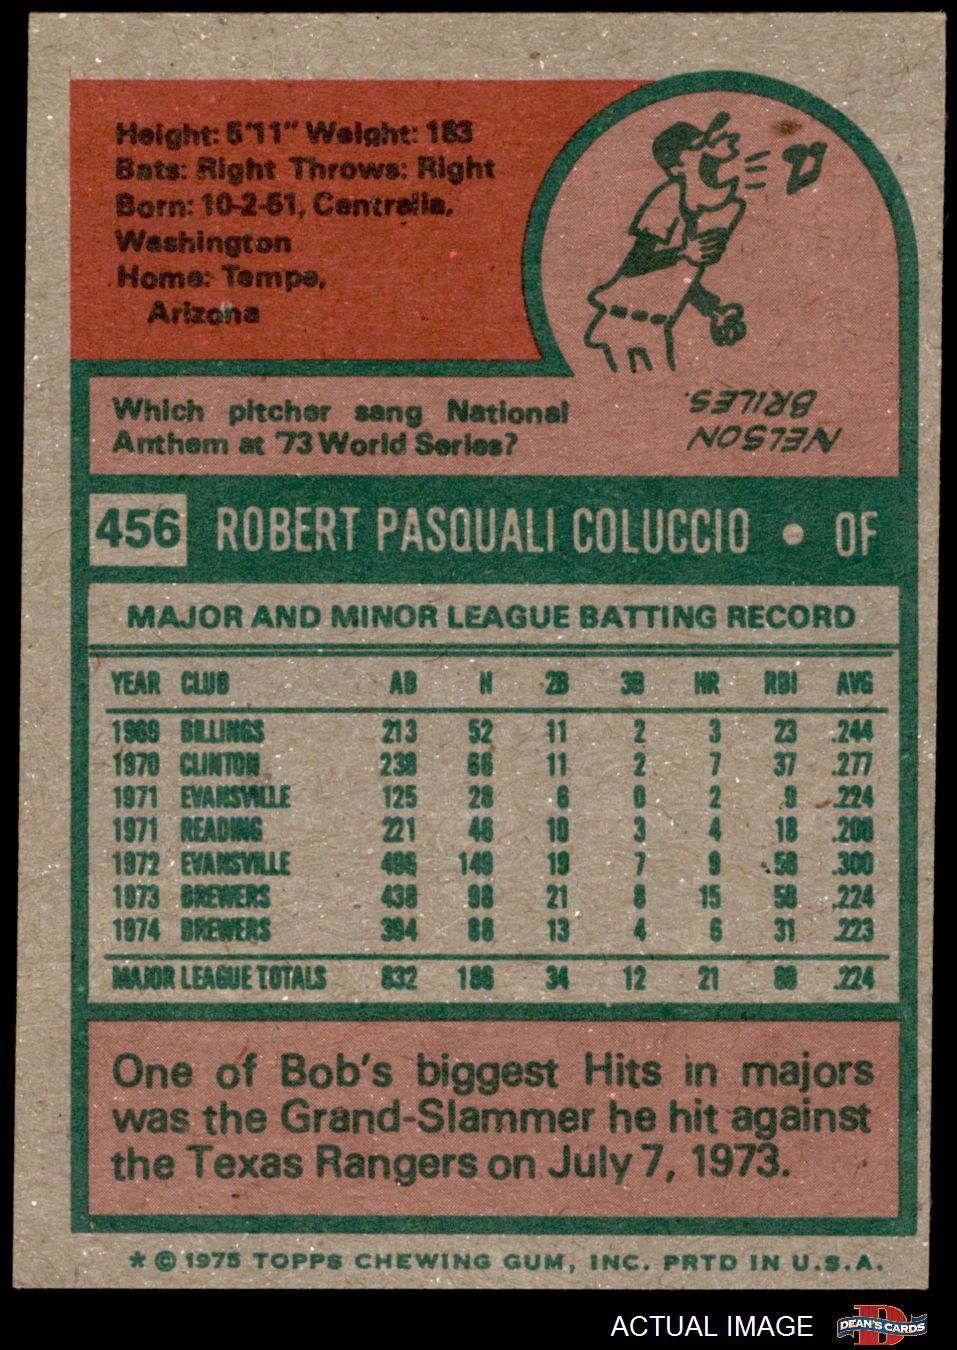 Height: 5'11" Weight: 183
Bats: Right Throws: Right
Born: 10-2-51, Centralia,
Washington
Home: Tempe,
Arizona
Which pitcher sang National
Anthem at '73 World Series?
NELSON
BRILES.
456 ROBERT PASQUALI COLUCCIO • OF
MAJOR AND MINOR LEAGUE BATTING RECORD
YEAR CLUB AB H 2B 3B HR RBI AVG
1969 BILLINGS 213 52 11 2 3 23 .244
1970 CLINTON 238 66 11 2 7 37 .277
1971 EVANSVILLE 125 28 6 0 2 9 .224
1971 READING 221 46 10 3 4 18 .208
1972 EVANSVILLE 496 149 19 7 9 58 .300
1973 BREWERS 438 98 21 8 15 58 .224
1974 BREWERS 394 88 13 4 6 31 .223
MAJOR LEAGUE TOTALS 832 186 34 12 21 89 .224
One of Bob's biggest Hits in majors
was the Grand-Slammer he hit against
the Texas Rangers on July 7, 1973.
* © 1975 TOPPS CHEWING GUM, INC. PRTD IN U.S.A.
ACTUAL IMAGE DEAN'S CARDS